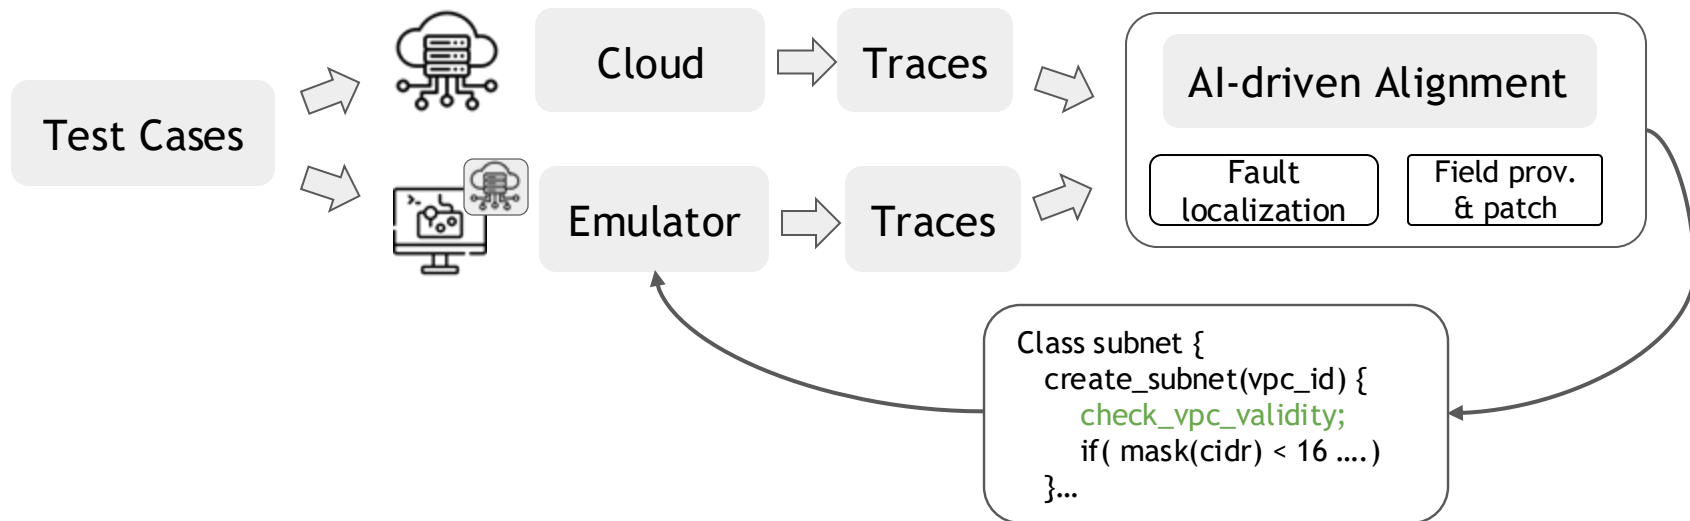 Test Cases
Cloud
Traces
Emulator
Traces
AI-driven Alignment
Fault
localization
Field prov.
& patch
Class subnet {
create_subnet(vpc_id) {
check_vpc_validity;
if( mask(cidr) < 16 ....)
}...